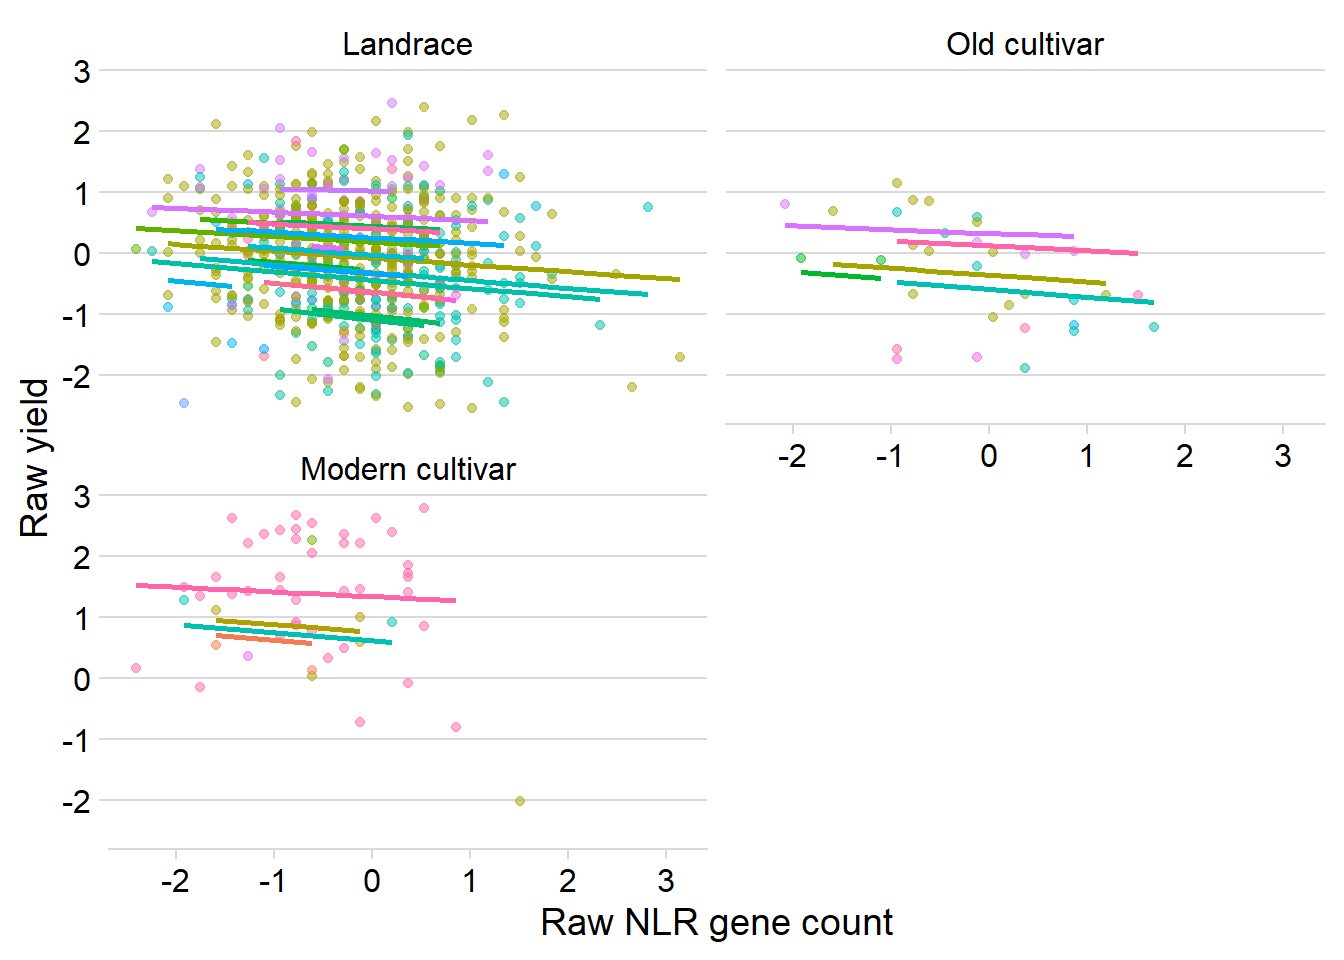 Landrace
Old cultivar
3
2
1
0
-1
-2
-2 -1 0 1 2 3
Modern cultivar
3
2
1
0
-1
-2
-2 -1 0 1 2 3
Raw yield
Raw NLR gene count